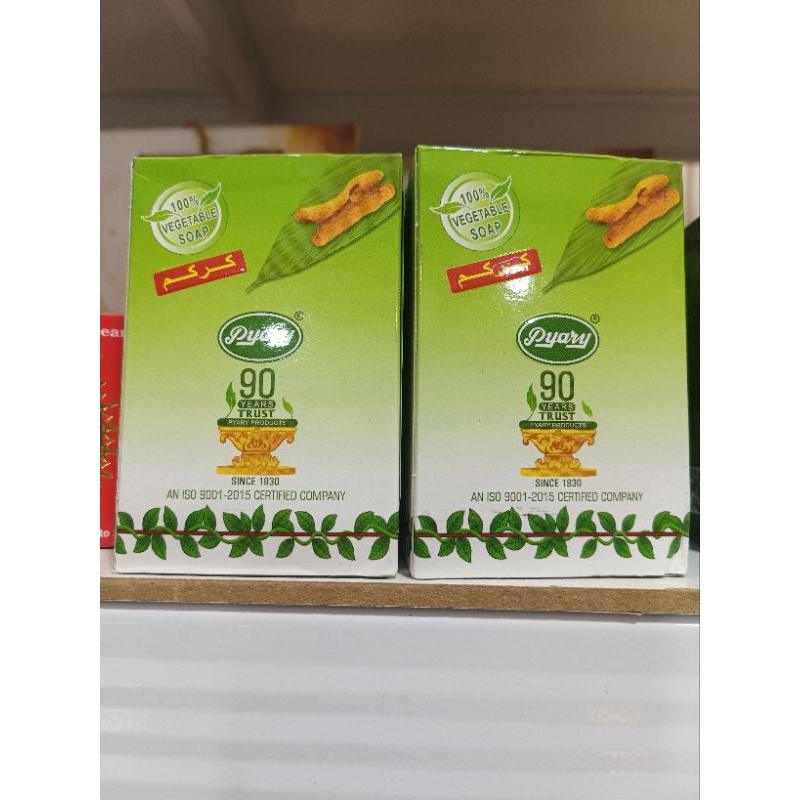 100%
VEGETABLE
SOAP
كركم
Pyary
90
YEARS
TRUST
PYARY PRODUCTS
SINCE 1930
AN ISO 9001-2015 CERTIFIED COMPANY
100%
VEGETABLE
SOAP
كركم
Pyary®
90
YEARS
TRUST
PYARY PRODUCTS
SINCE 1930
AN ISO 9001-2015 CERTIFIED COMPANY